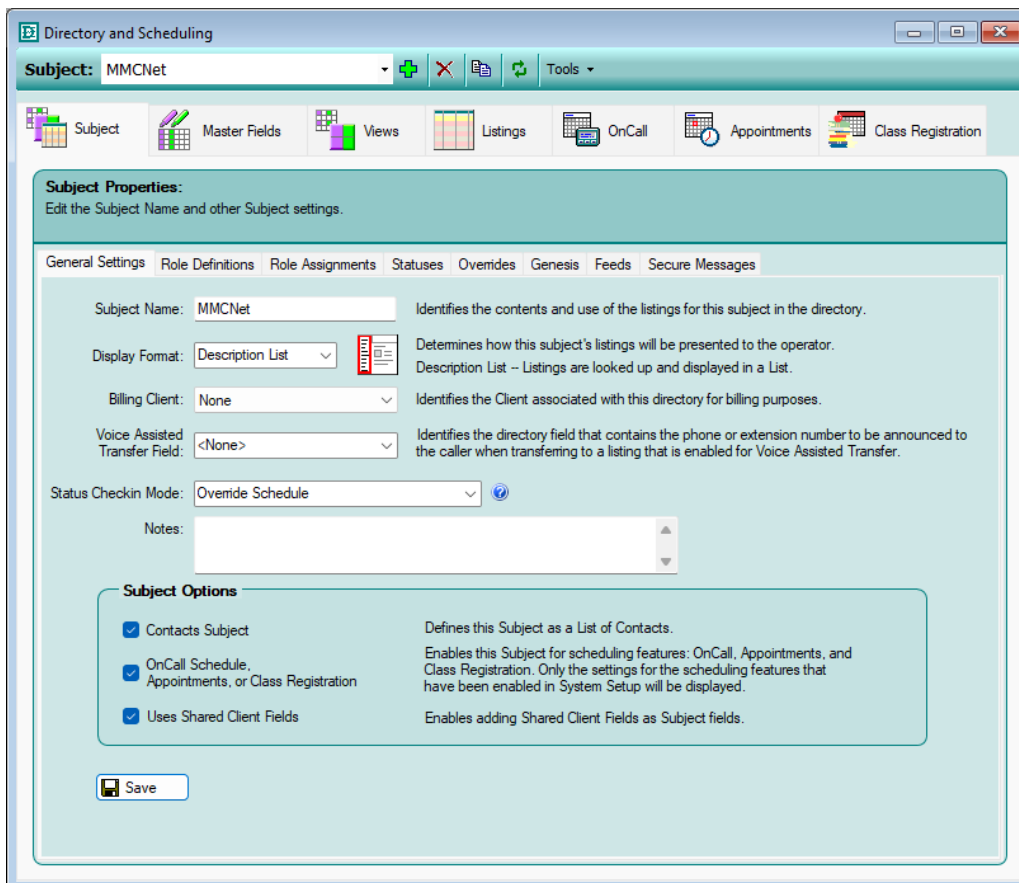 Directory and Scheduling
Subject: MMCNet
Tools
Subject
Master Fields
Views
Listings
OnCall
Appointments
Class Registration
Subject Properties:
Edit the Subject Name and other Subject settings.
General Settings
Role Definitions
Role Assignments
Statuses
Overrides
Genesis
Feeds
Secure Messages
Subject Name: MMCNet
Identifies the contents and use of the listings for this subject in the directory.
Display Format: Description List
Determines how this subject's listings will be presented to the operator.
Description List -- Listings are looked up and displayed in a List.
Billing Client: None
Identifies the Client associated with this directory for billing purposes.
Voice Assisted
Transfer Field: <None>
Identifies the directory field that contains the phone or extension number to be announced to
the caller when transferring to a listing that is enabled for Voice Assisted Transfer.
Status Checkin Mode: Override Schedule
Notes:
Subject Options
Contacts Subject
Defines this Subject as a List of Contacts.
OnCall Schedule,
Appointments, or Class Registration
Enables this Subject for scheduling features: OnCall, Appointments, and
Class Registration. Only the settings for the scheduling features that
have been enabled in System Setup will be displayed.
Uses Shared Client Fields
Enables adding Shared Client Fields as Subject fields.
Save